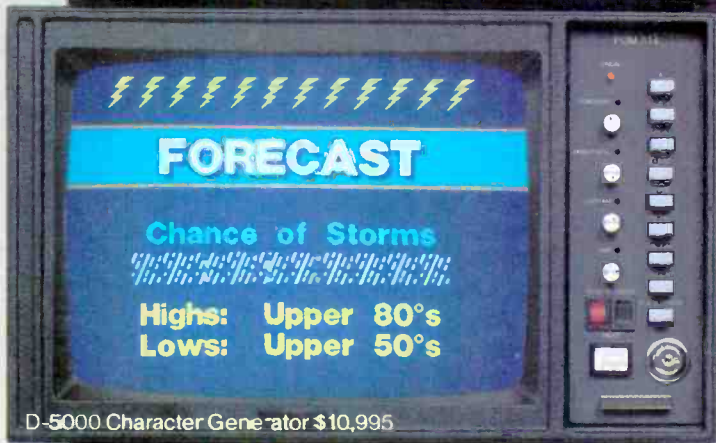 FORECAST
Chance of Storms
Highs: Upper 80°s
Lows: Upper 50°s
D-5000 Character Generator $10,995